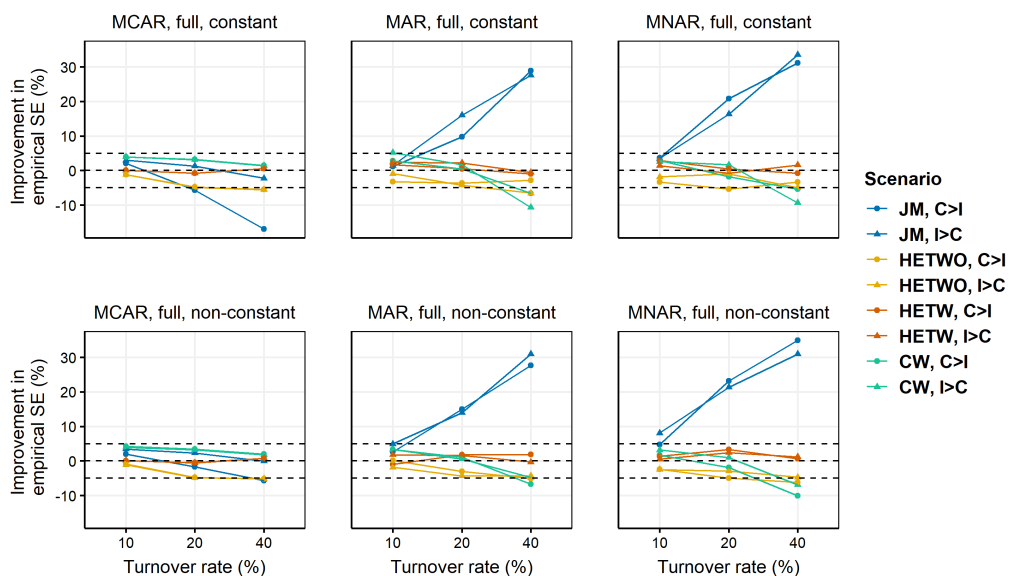 MCAR, full, constant
MAR, full, constant
MNAR, full, constant
Improvement in
empirical SE (%)
30
20
10
0
-10
MCAR, full, non-constant
MAR, full, non-constant
MNAR, full, non-constant
Improvement in
empirical SE (%)
30
20
10
0
-10
10
20
40
10
20
40
10
20
40
Turnover rate (%)
Turnover rate (%)
Turnover rate (%)
Scenario
JM, C>I
JM, I>C
HETWO, C>I
HETWO, I>C
HETW, C>I
HETW, I>C
CW, C>I
CW, I>C